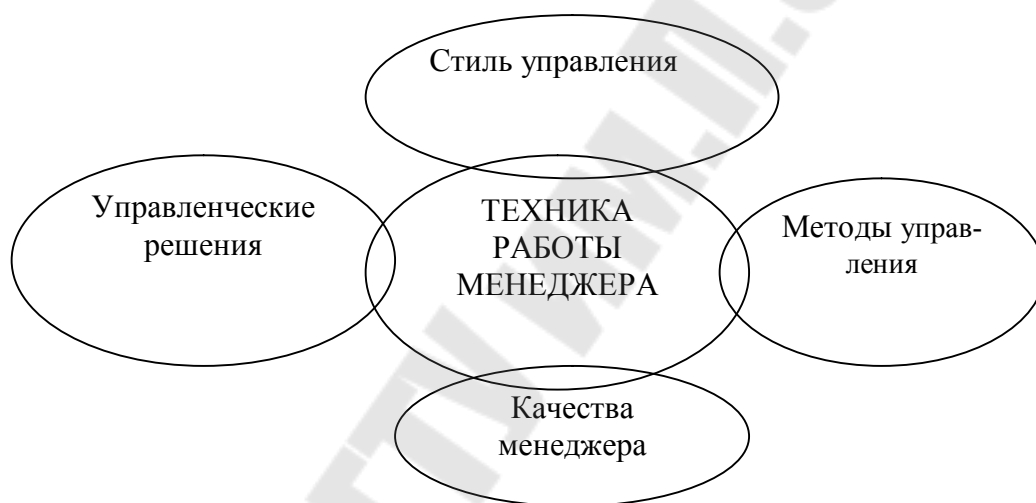 Стиль управления
Управленческие
решения
ТЕХНИКА
РАБОТЫ
МЕНЕДЖЕРА
Методы управ-
ления
Качества
менеджера